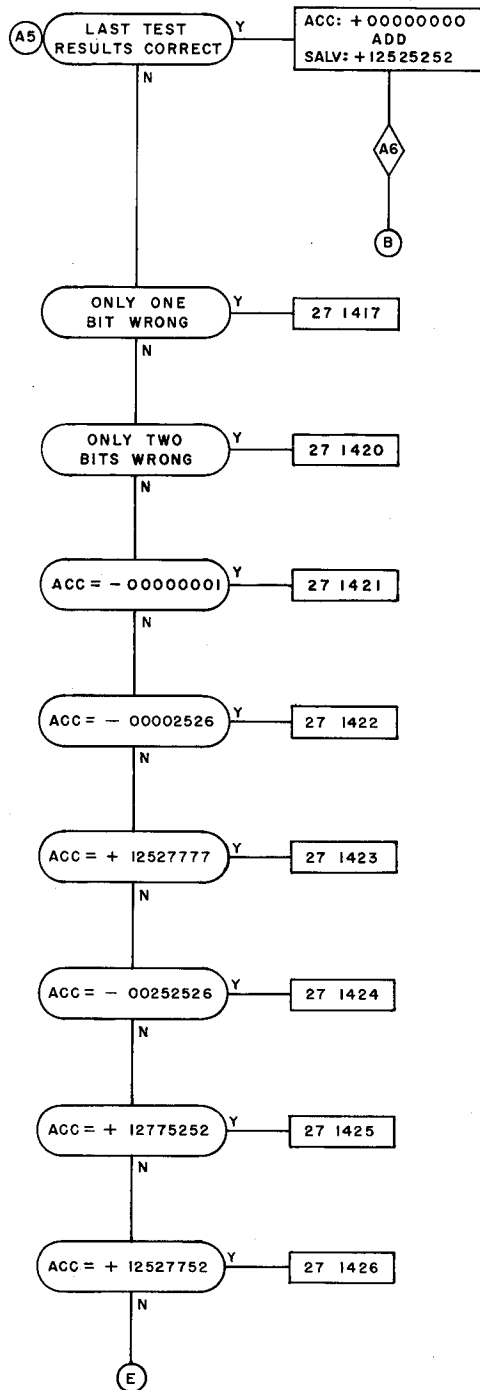 A5
LAST TEST
RESULTS CORRECT
Y
N
ACC: +00000000
ADD
SALV: +12525252
A6
B
ONLY ONE
BIT WRONG
Y
N
27 1417
ONLY TWO
BITS WRONG
Y
N
27 1420
ACC = - 00000001
Y
N
27 1421
ACC = - 00002526
Y
N
27 1422
ACC = + 12527777
Y
N
27 1423
ACC = - 00252526
Y
N
27 1424
ACC = + 12775252
Y
N
27 1425
ACC = + 12527752
Y
N
27 1426
E